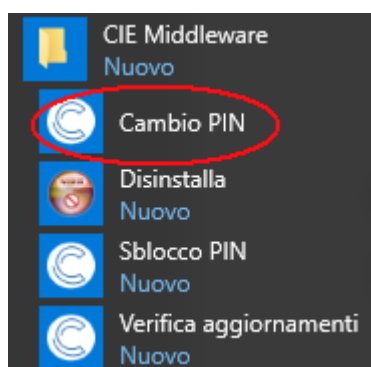 CIE Middleware
Nuovo
Cambio PIN
Disinstalla
Nuovo
Sblocco PIN
Nuovo
Verifica aggiornamenti
Nuovo